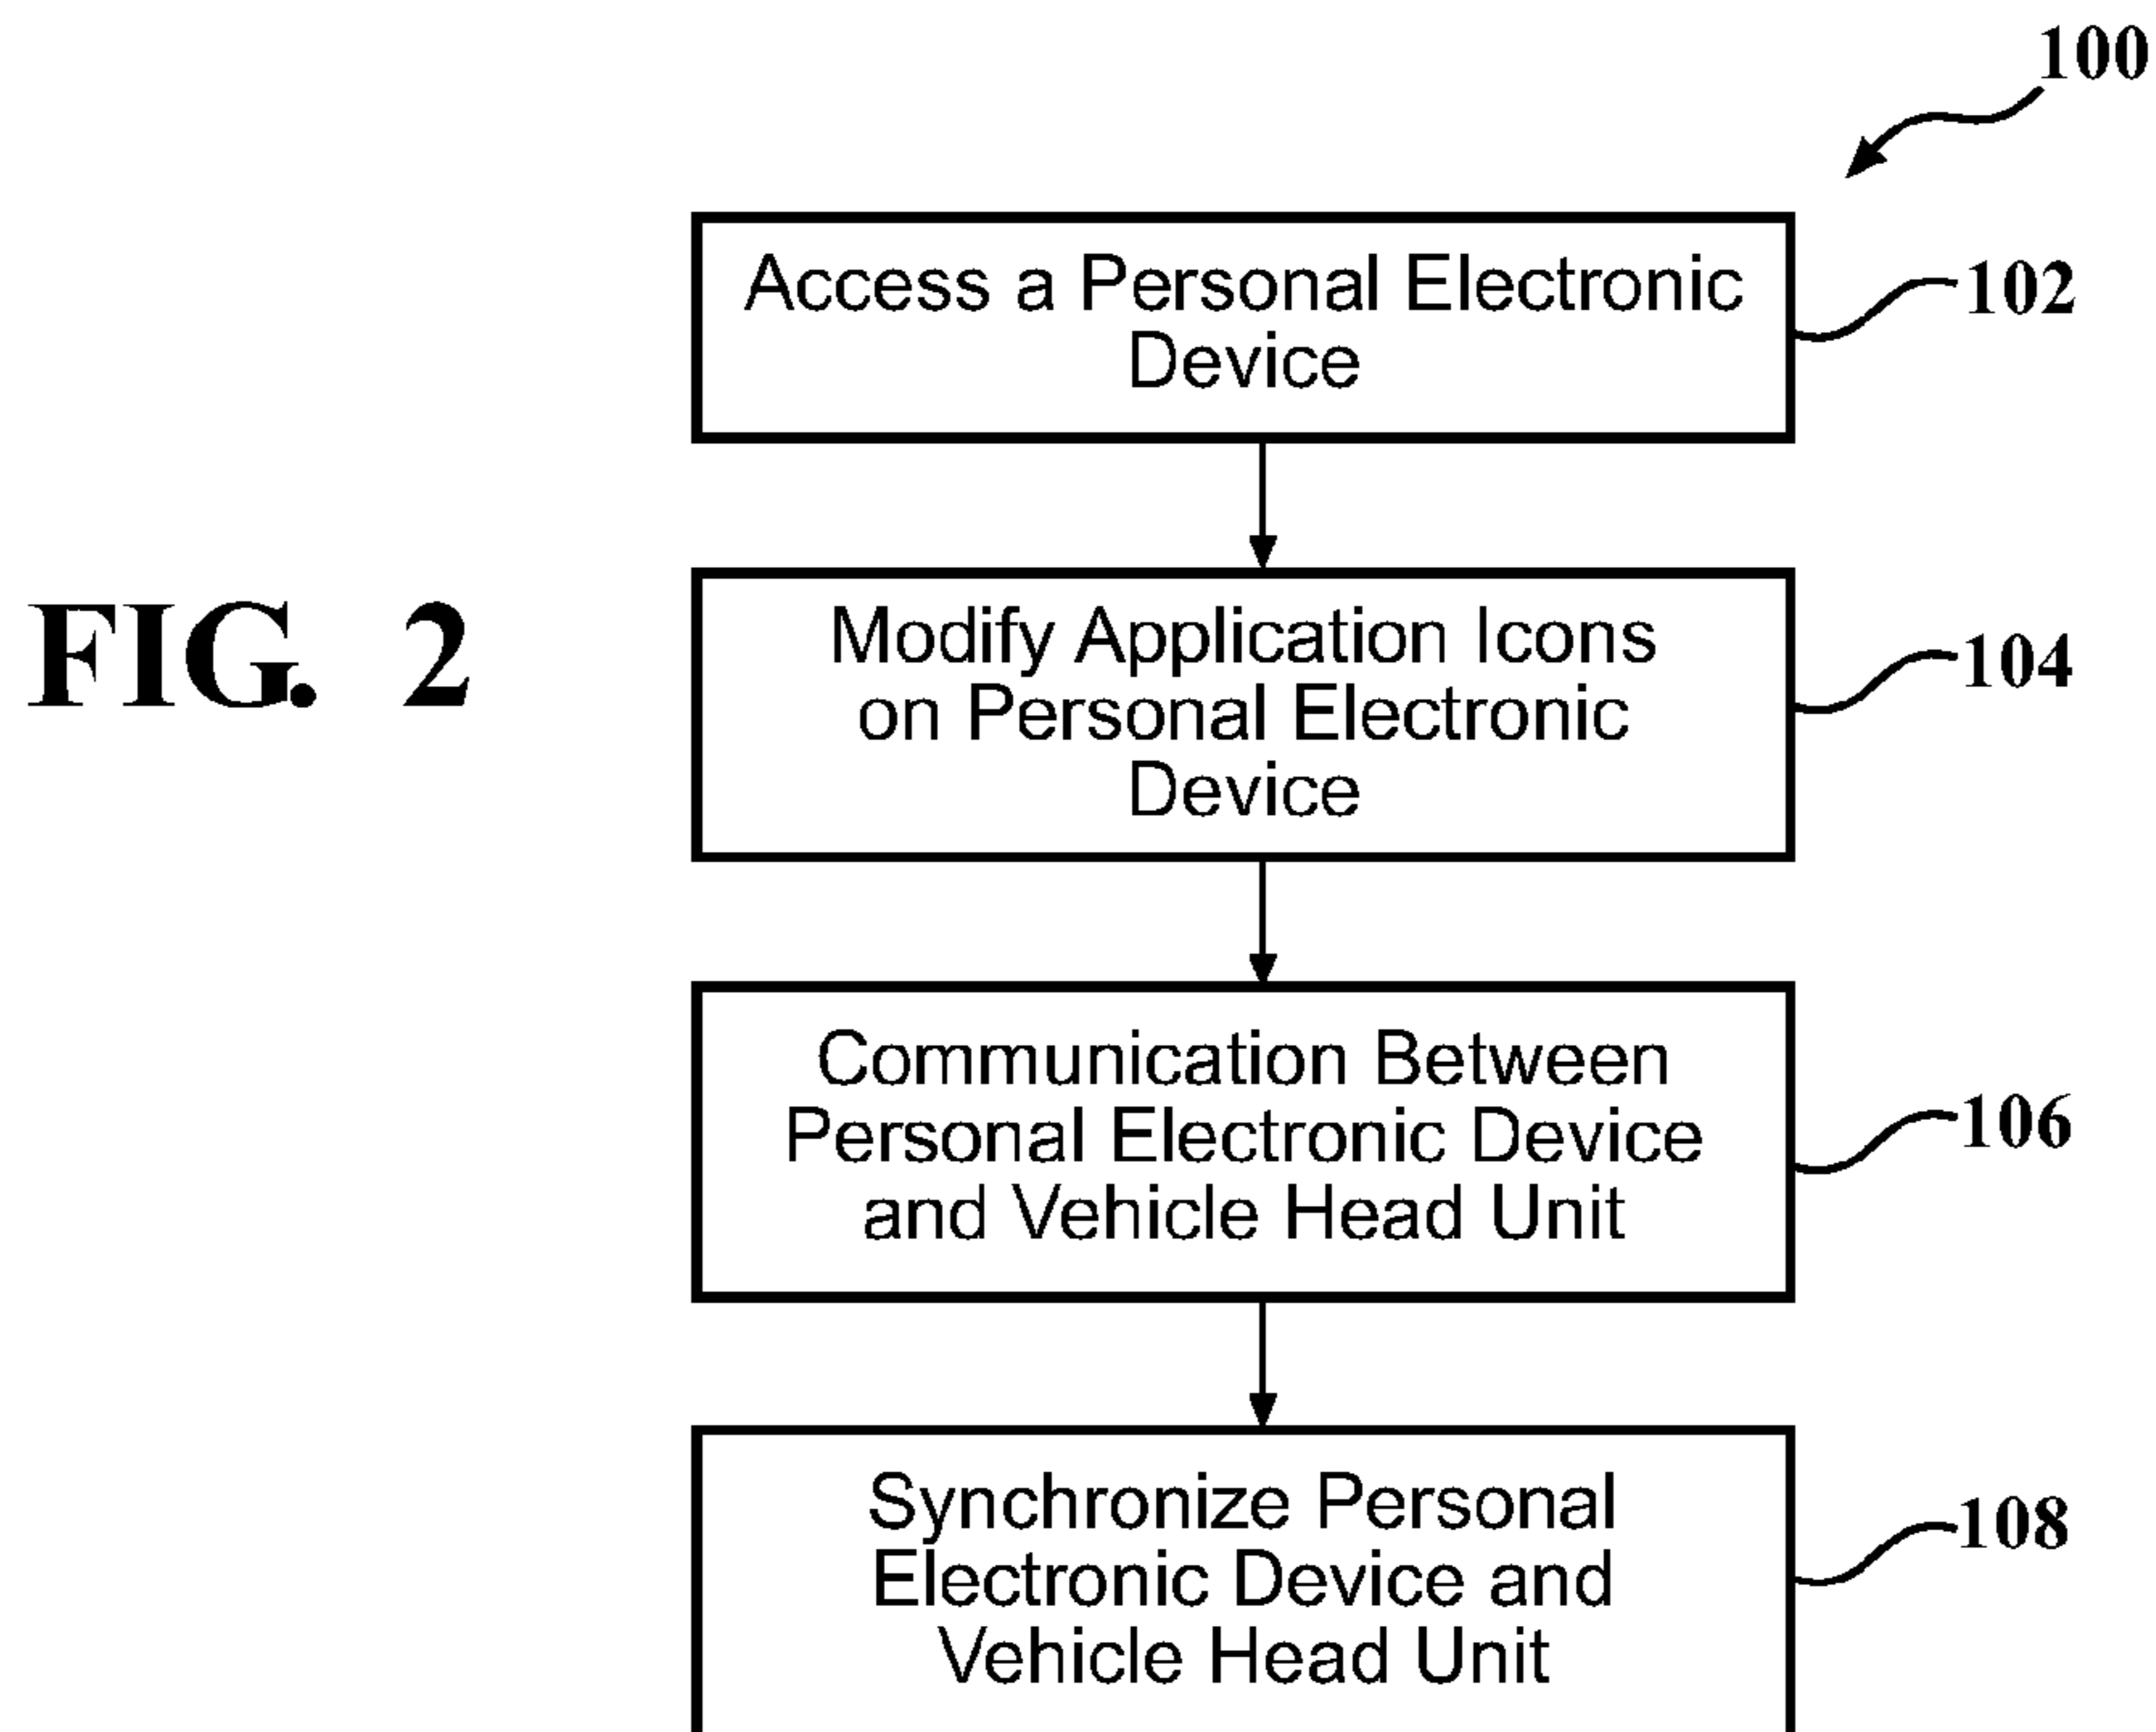 100
Access a Personal Electronic
Device
102
FIG. 2
Modify Application Icons
on Personal Electronic
Device
104
Communication Between
Personal Electronic Device
and Vehicle Head Unit
106
Synchronize Personal
Electronic Device and
Vehicle Head Unit
108